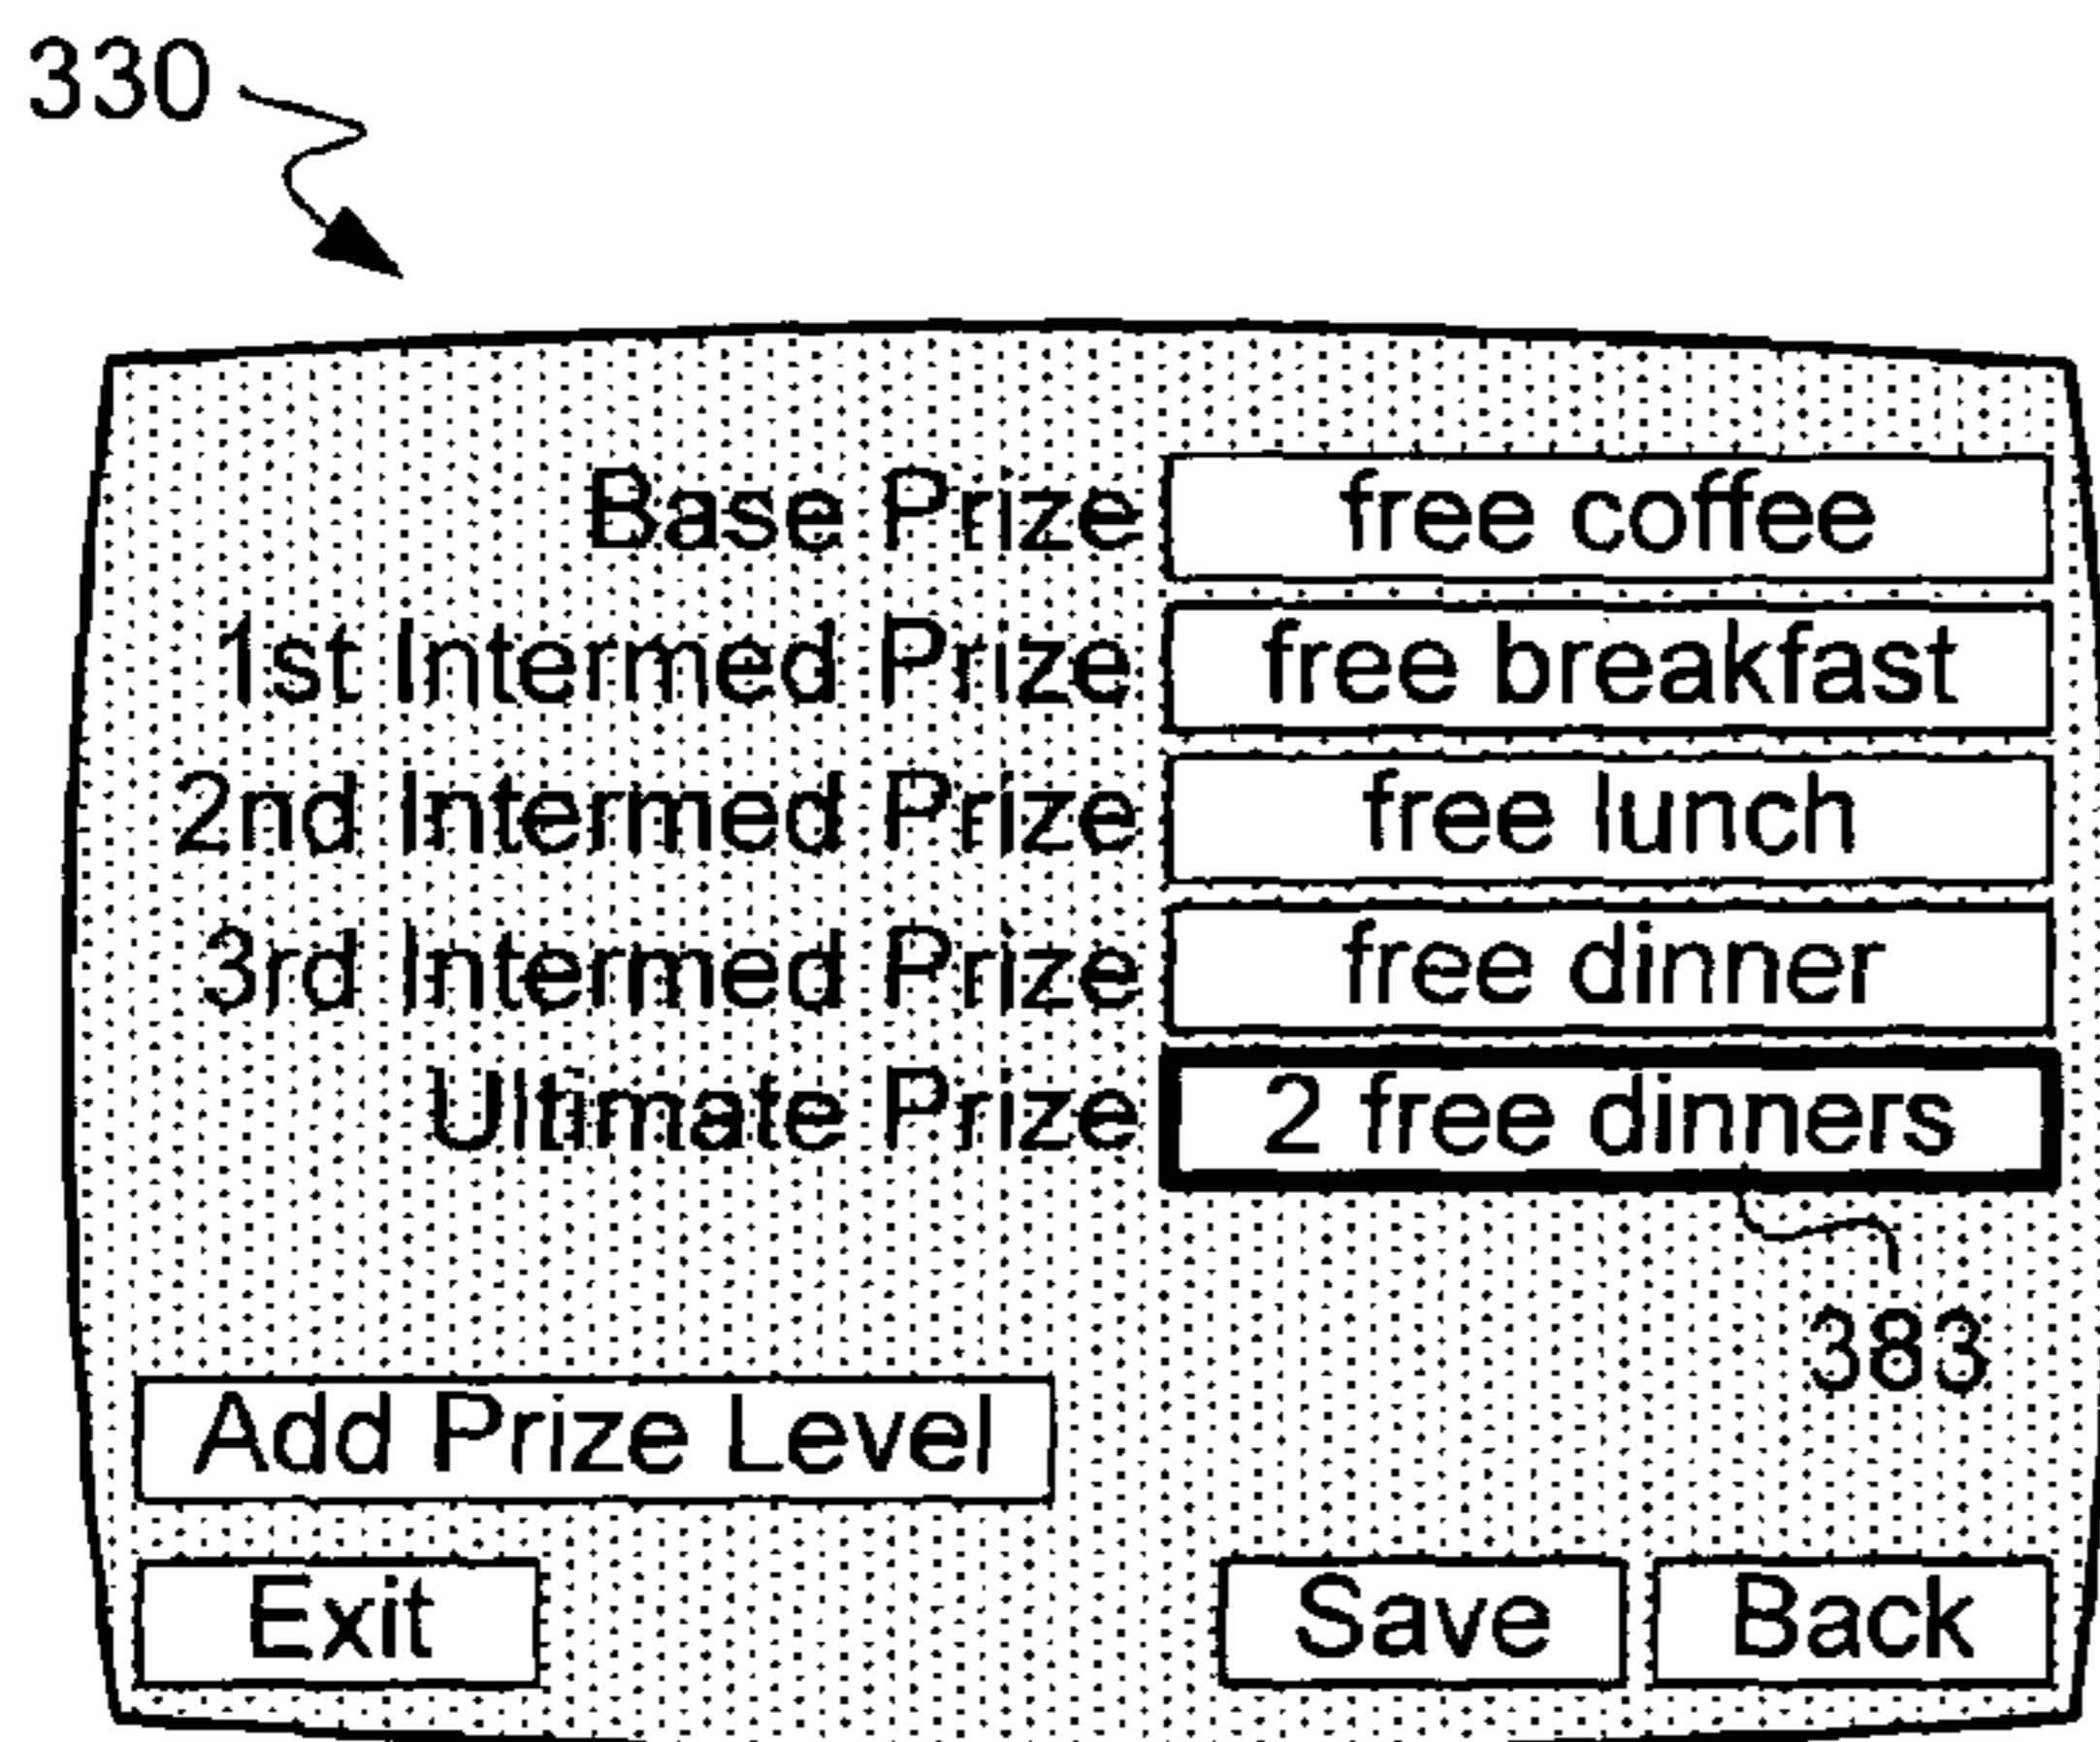 330
Base Prize free coffee
1st Intermed Prize free breakfast
2nd Intermed Prize free lunch
3rd Intermed Prize free dinner
Ultimate Prize 2 free dinners
383
Add Prize Level
Exit Save Back